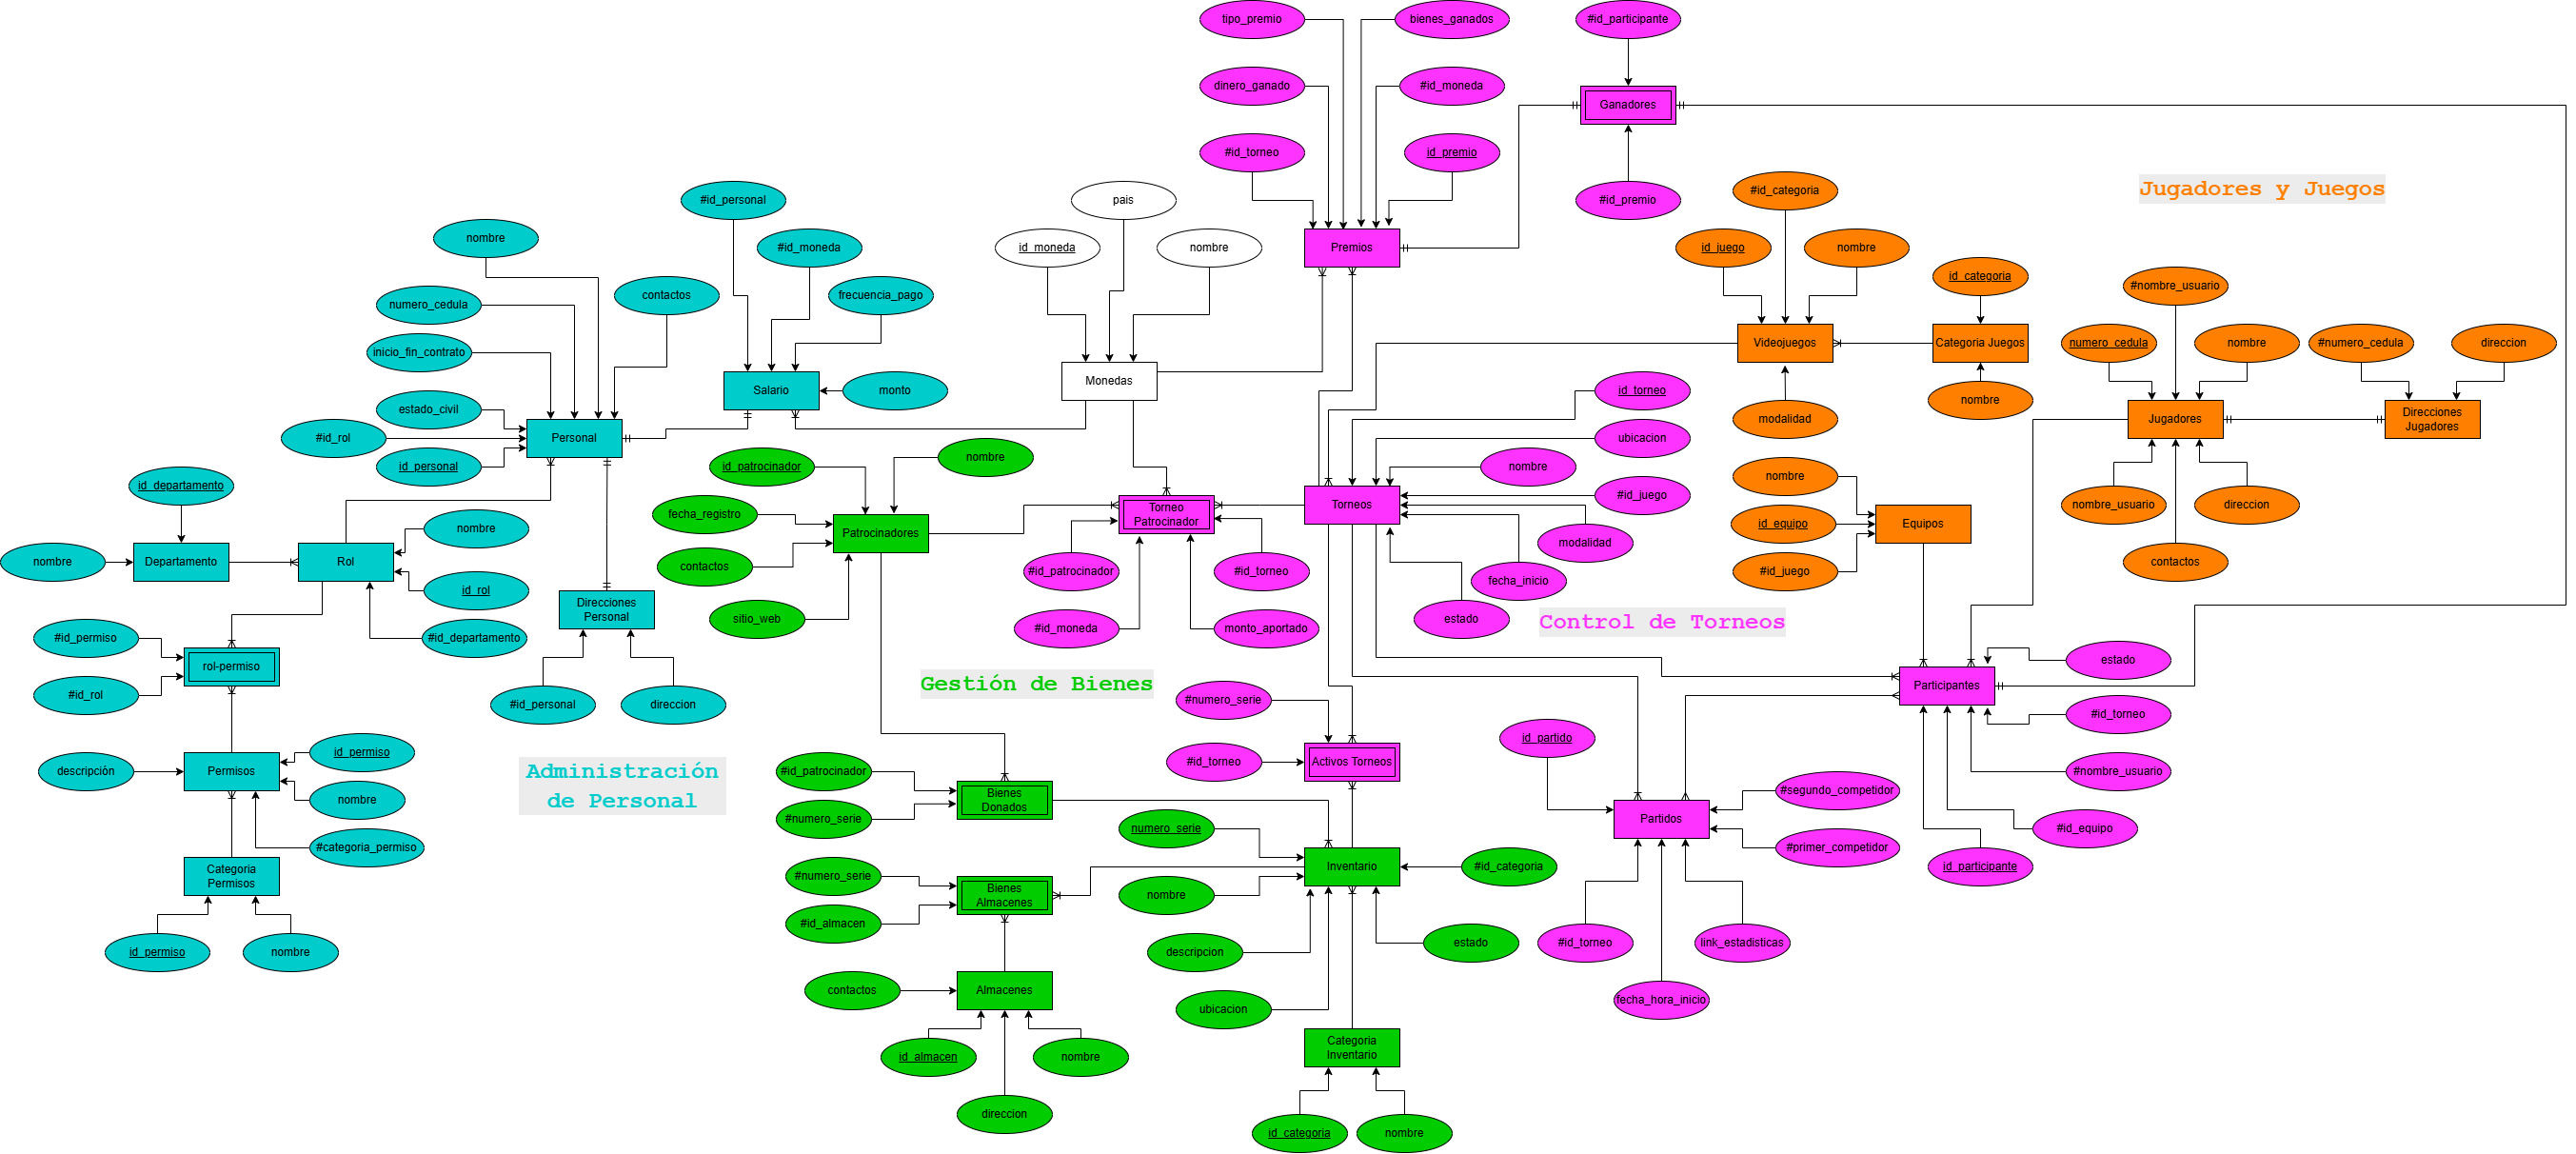 tipo_premio
bienes_ganados
#id_participante
dinero_ganado
#id_moneda
Ganadores
#id_torneo
id_premio
#id_premio
Premios
Jugadores y Juegos
#id_categoria
id_juego
nombre
id_categoria
Videojuegos
Categoria Juegos
modalidad
nombre
#nombre_usuario
numero_cedula
nombre
#numero_cedula
direccion
Jugadores
Direcciones
Jugadores
nombre_usuario
direccion
contactos
nombre
id_equipo
#id_juego
Equipos
#id_personal
nombre
#id_moneda
contactos
frecuencia_pago
numero_cedula
inicio_fin_contrato
Salario
monto
estado_civil
#id_rol
id_personal
Personal
pais
id_moneda
nombre
Monedas
id_departamento
nombre
Departamento
Rol
nombre
id_rol
#id_departamento
Direcciones
Personal
#id_personal
direccion
#id_permiso
#id_rol
rol-permiso
descripción
Permisos
id_permiso
nombre
#categoria_permiso
Categoria
Permisos
id_permiso
nombre
Administración
de Personal
id_patrocinador
nombre
fecha_registro
contactos
sitio_web
Patrocinadores
Torneo
Patrocinador
#id_patrocinador
#id_torneo
#id_moneda
monto_aportado
Torneos
id_torneo
ubicacion
nombre
#id_juego
modalidad
fecha_inicio
estado
Control de Torneos
Gestión de Bienes
#numero_serie
#id_torneo
Activos Torneos
#id_patrocinador
#numero_serie
Bienes
Donados
numero_serie
nombre
descripcion
ubicacion
Inventario
#id_categoria
estado
#numero_serie
#id_almacen
Bienes
Almacenes
contactos
Almacenes
id_almacen
nombre
direccion
Categoria
Inventario
id_categoria
nombre
id_partido
Partidos
#segundo_competidor
#primer_competidor
#id_torneo
link_estadisticas
fecha_hora_inicio
Participantes
estado
#id_torneo
#nombre_usuario
#id_equipo
id_participante